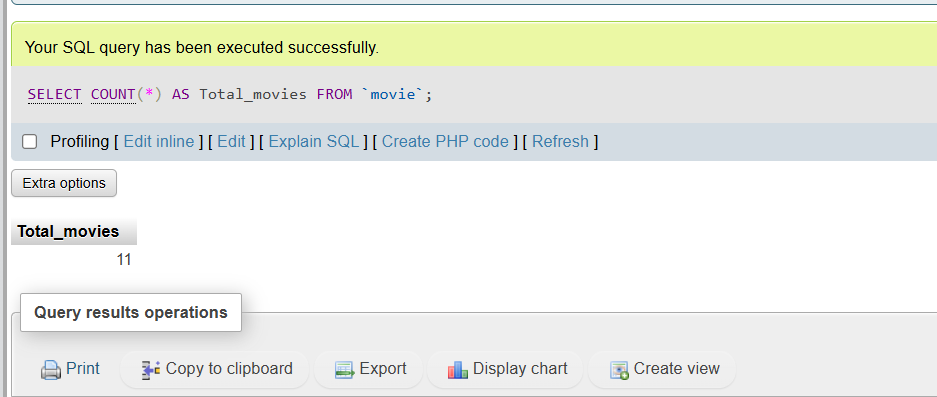 Your SQL query has been executed successfully.
SELECT COUNT(*) AS Total_movies FROM `movie`;
Profiling [ Edit inline ] [ Edit ] [ Explain SQL ] [ Create PHP code ] [ Refresh ]
Extra options
Total_movies
11
Query results operations
Print Copy to clipboard Export Display chart Create view